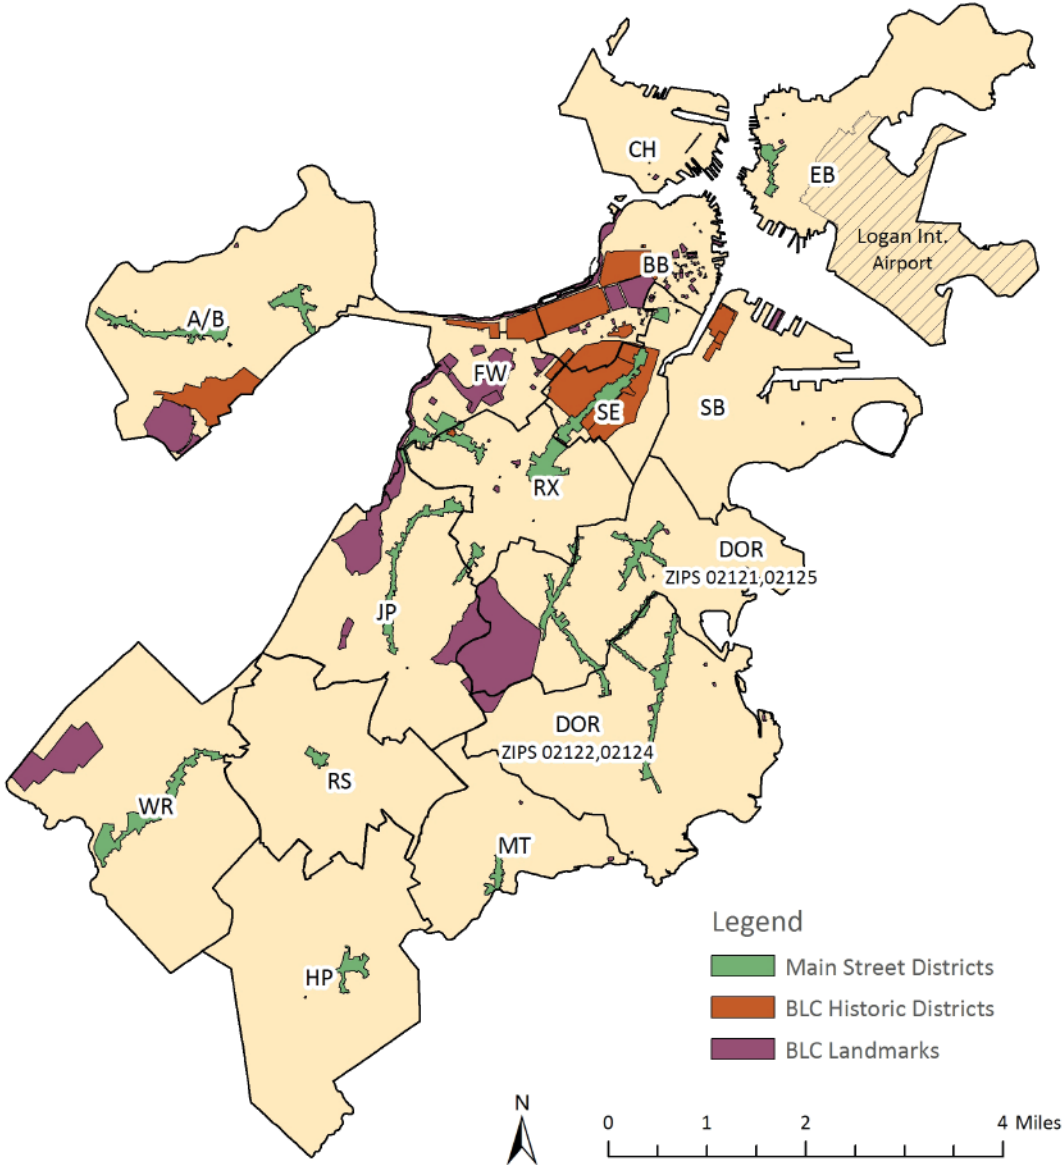 CH
EB
Logan Int.
Airport
BB
A/B
FW
SE
SB
RX
DOR
ZIPS 02121,02125
JP
DOR
ZIPS 02122,02124
RS
WR
MT
HP
Legend
Main Street Districts
BLC Historic Districts
BLC Landmarks
N
0 1 2 4 Miles